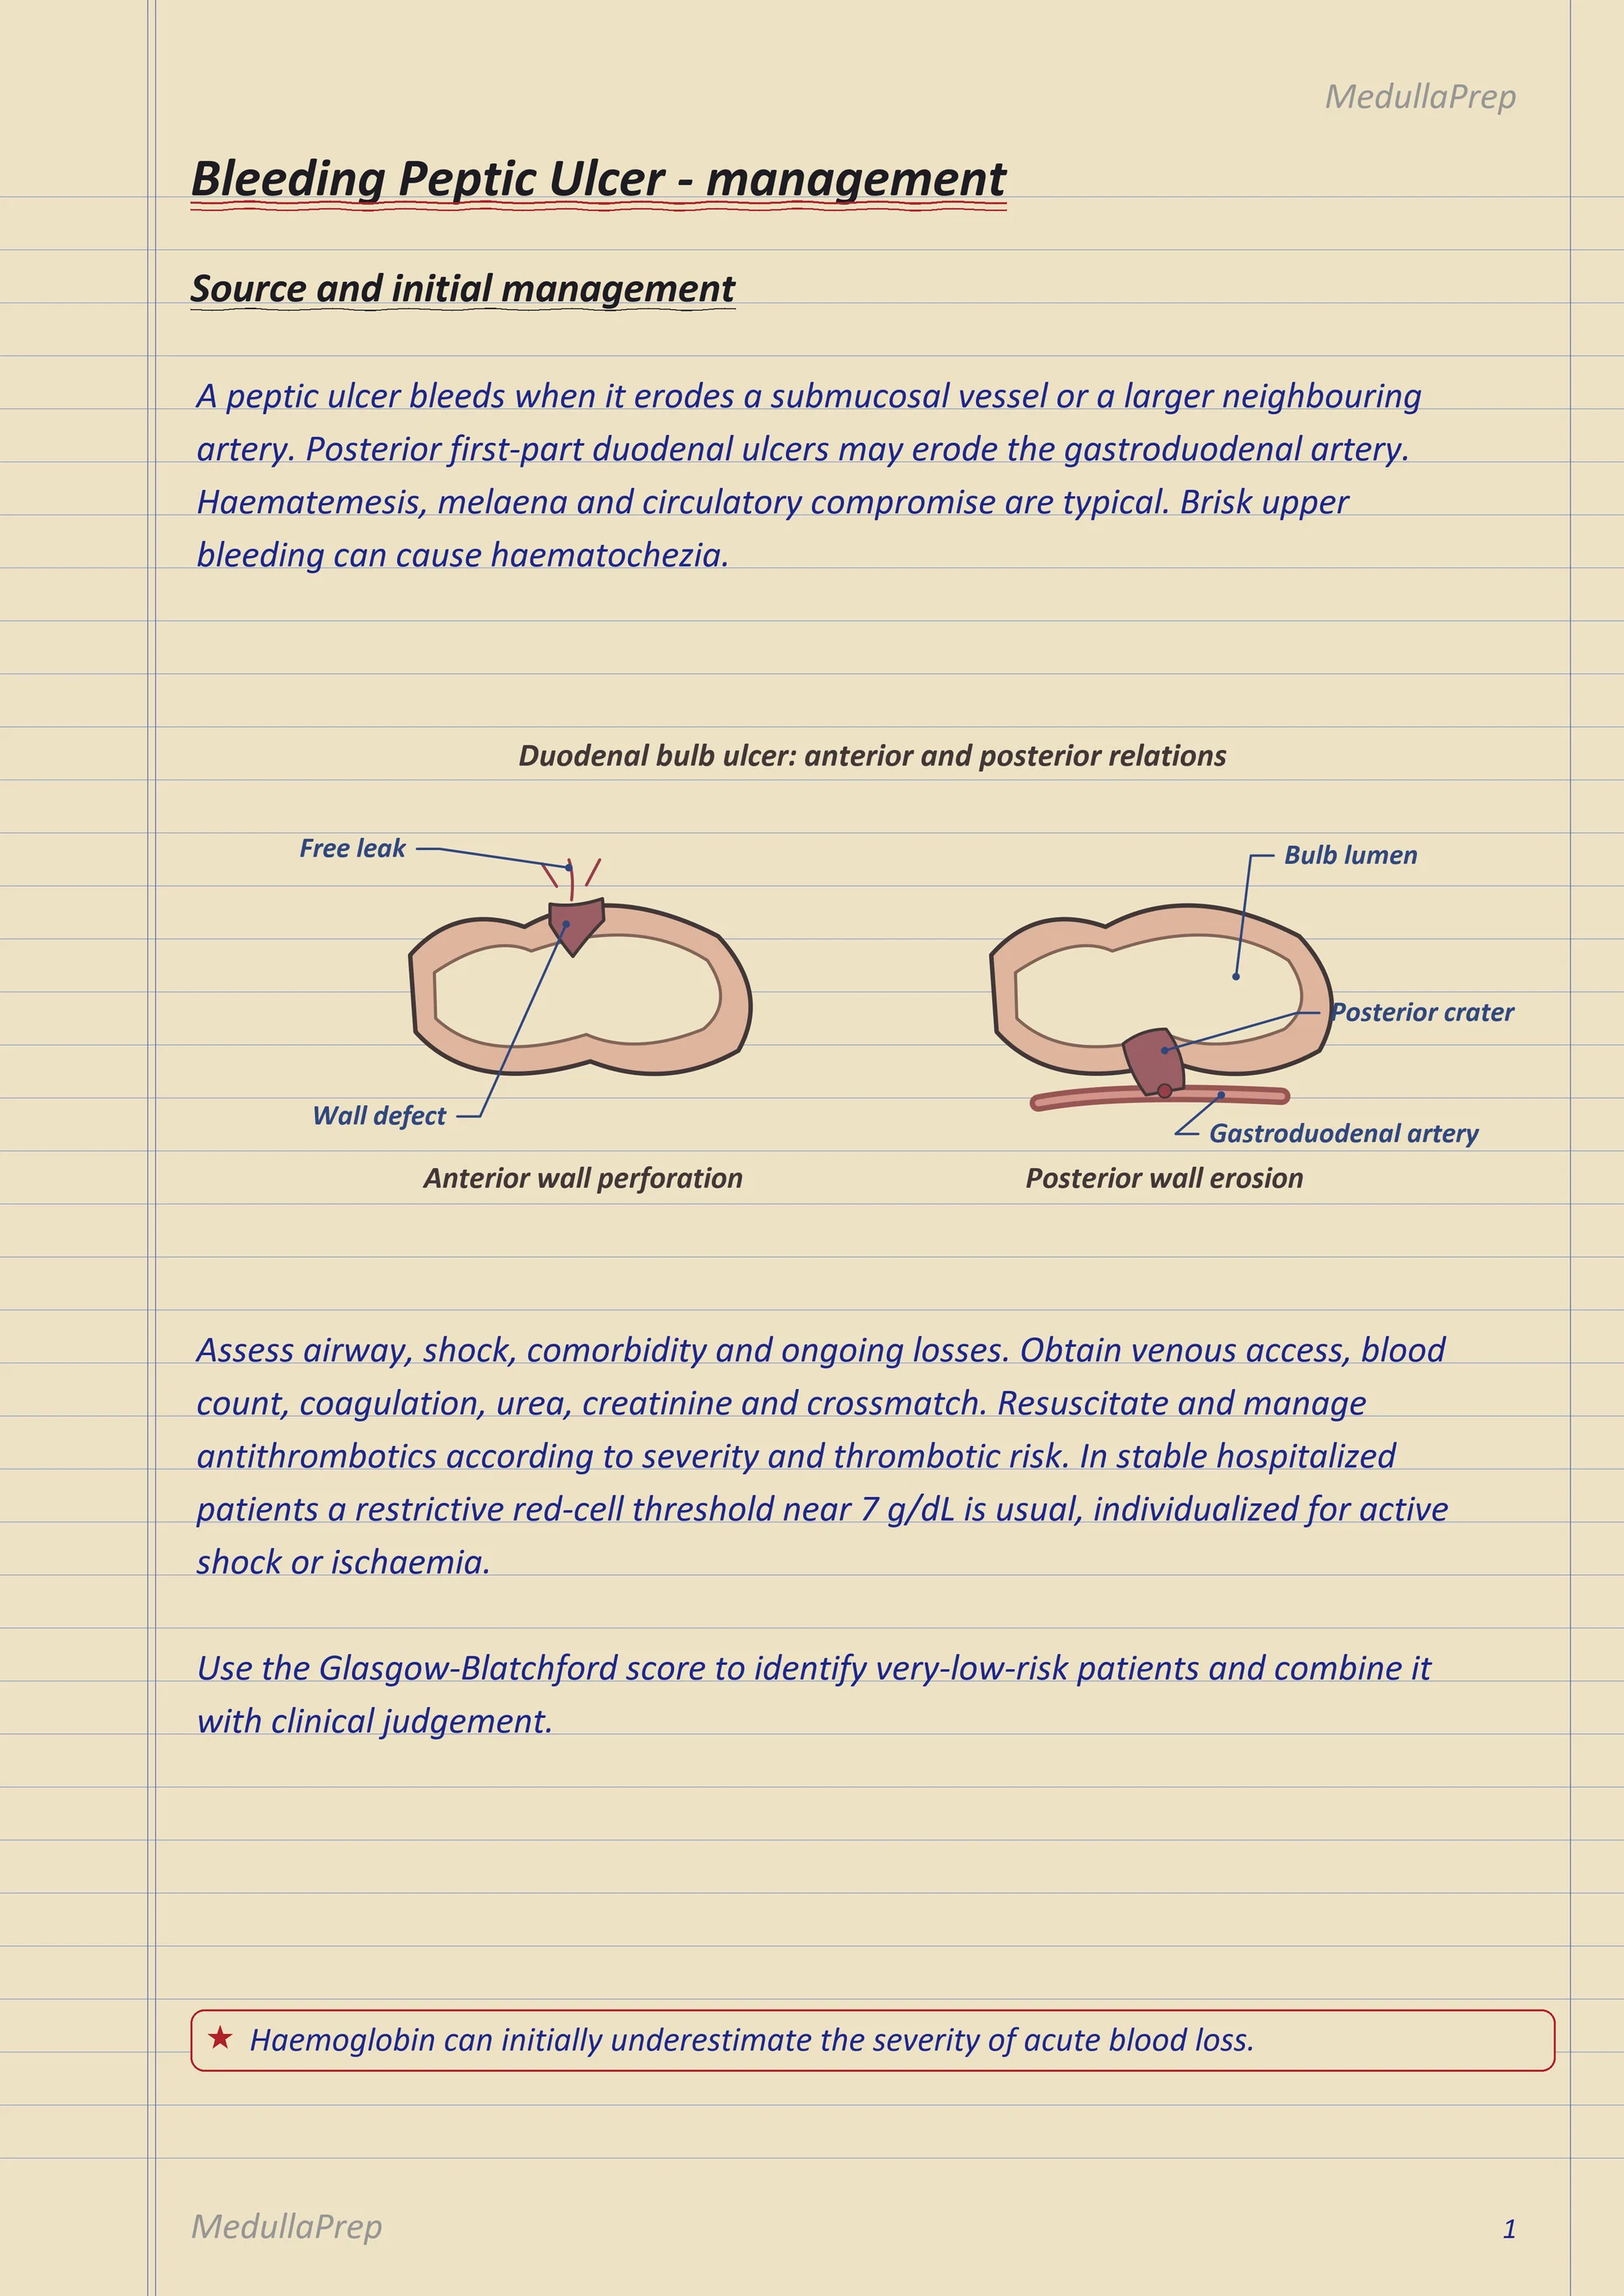 MedullaPrep
Bleeding Peptic Ulcer - management
Source and initial management
A peptic ulcer bleeds when it erodes a submucosal vessel or a larger neighbouring
artery. Posterior first-part duodenal ulcers may erode the gastroduodenal artery.
Haematemesis, melaena and circulatory compromise are typical. Brisk upper
bleeding can cause haematochezia.
Duodenal bulb ulcer: anterior and posterior relations
Free leak
Wall defect
Anterior wall perforation
Bulb lumen
Posterior crater
Gastroduodenal artery
Posterior wall erosion
Assess airway, shock, comorbidity and ongoing losses. Obtain venous access, blood
count, coagulation, urea, creatinine and crossmatch. Resuscitate and manage
antithrombotics according to severity and thrombotic risk. In stable hospitalized
patients a restrictive red-cell threshold near 7 g/dL is usual, individualized for active
shock or ischaemia.
Use the Glasgow-Blatchford score to identify very-low-risk patients and combine it
with clinical judgement.
★ Haemoglobin can initially underestimate the severity of acute blood loss.
MedullaPrep
1